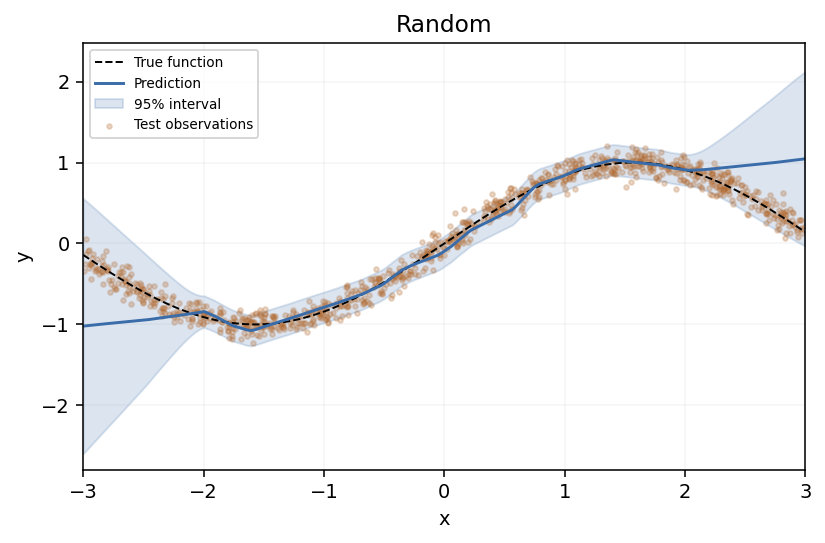 Random
True function
Prediction
95% interval
Test observations
2
1
0
−1
−2
y
−3
−2
−1
0
1
2
3
x